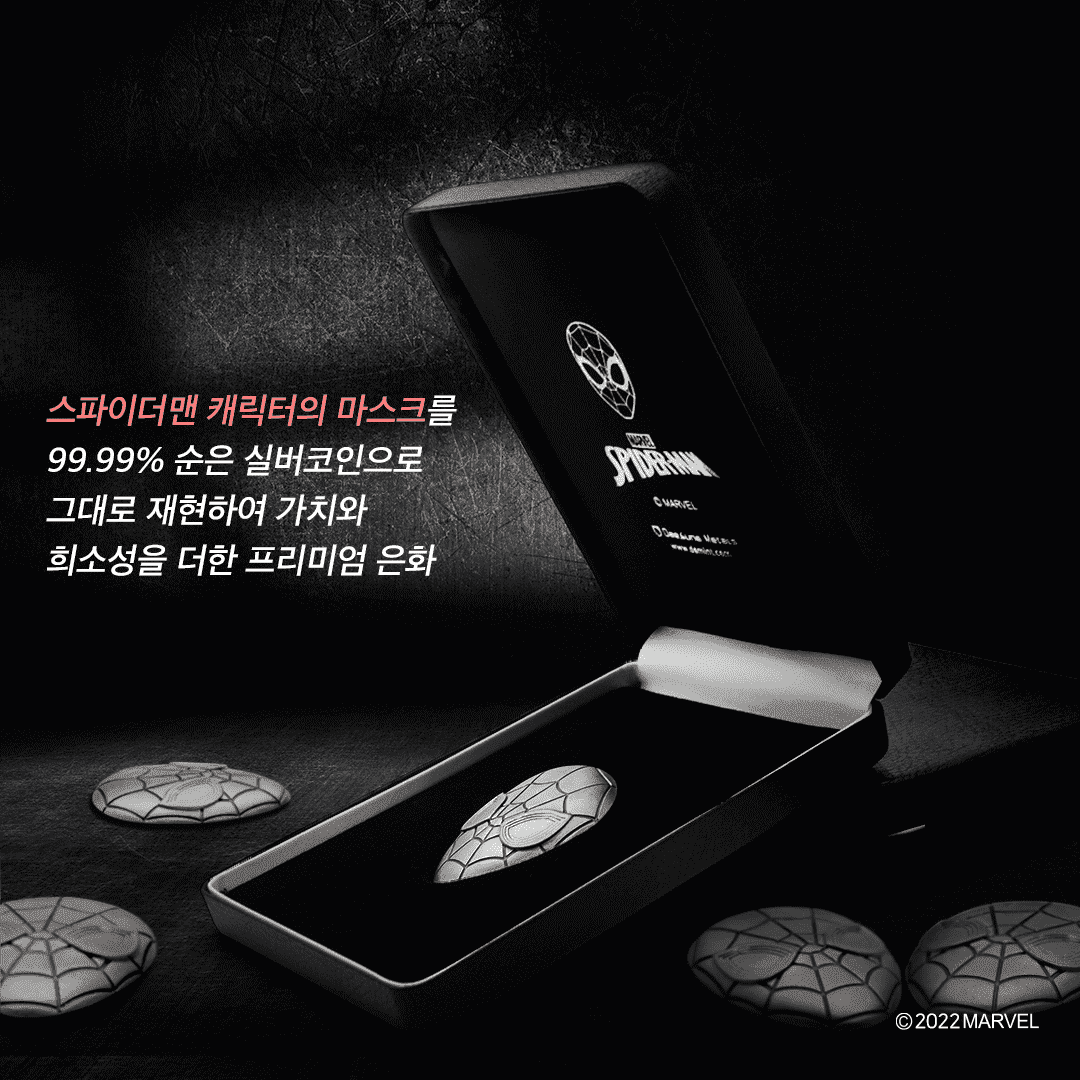 스파이더맨 캐릭터의 마스크를
99.99% 순은 실버코인으로
그대로 재현하여 가치와
희소성을 더한 프리미엄 은화
MARVEL
SPIDER-MAN
© MARVEL
©2022 MARVEL